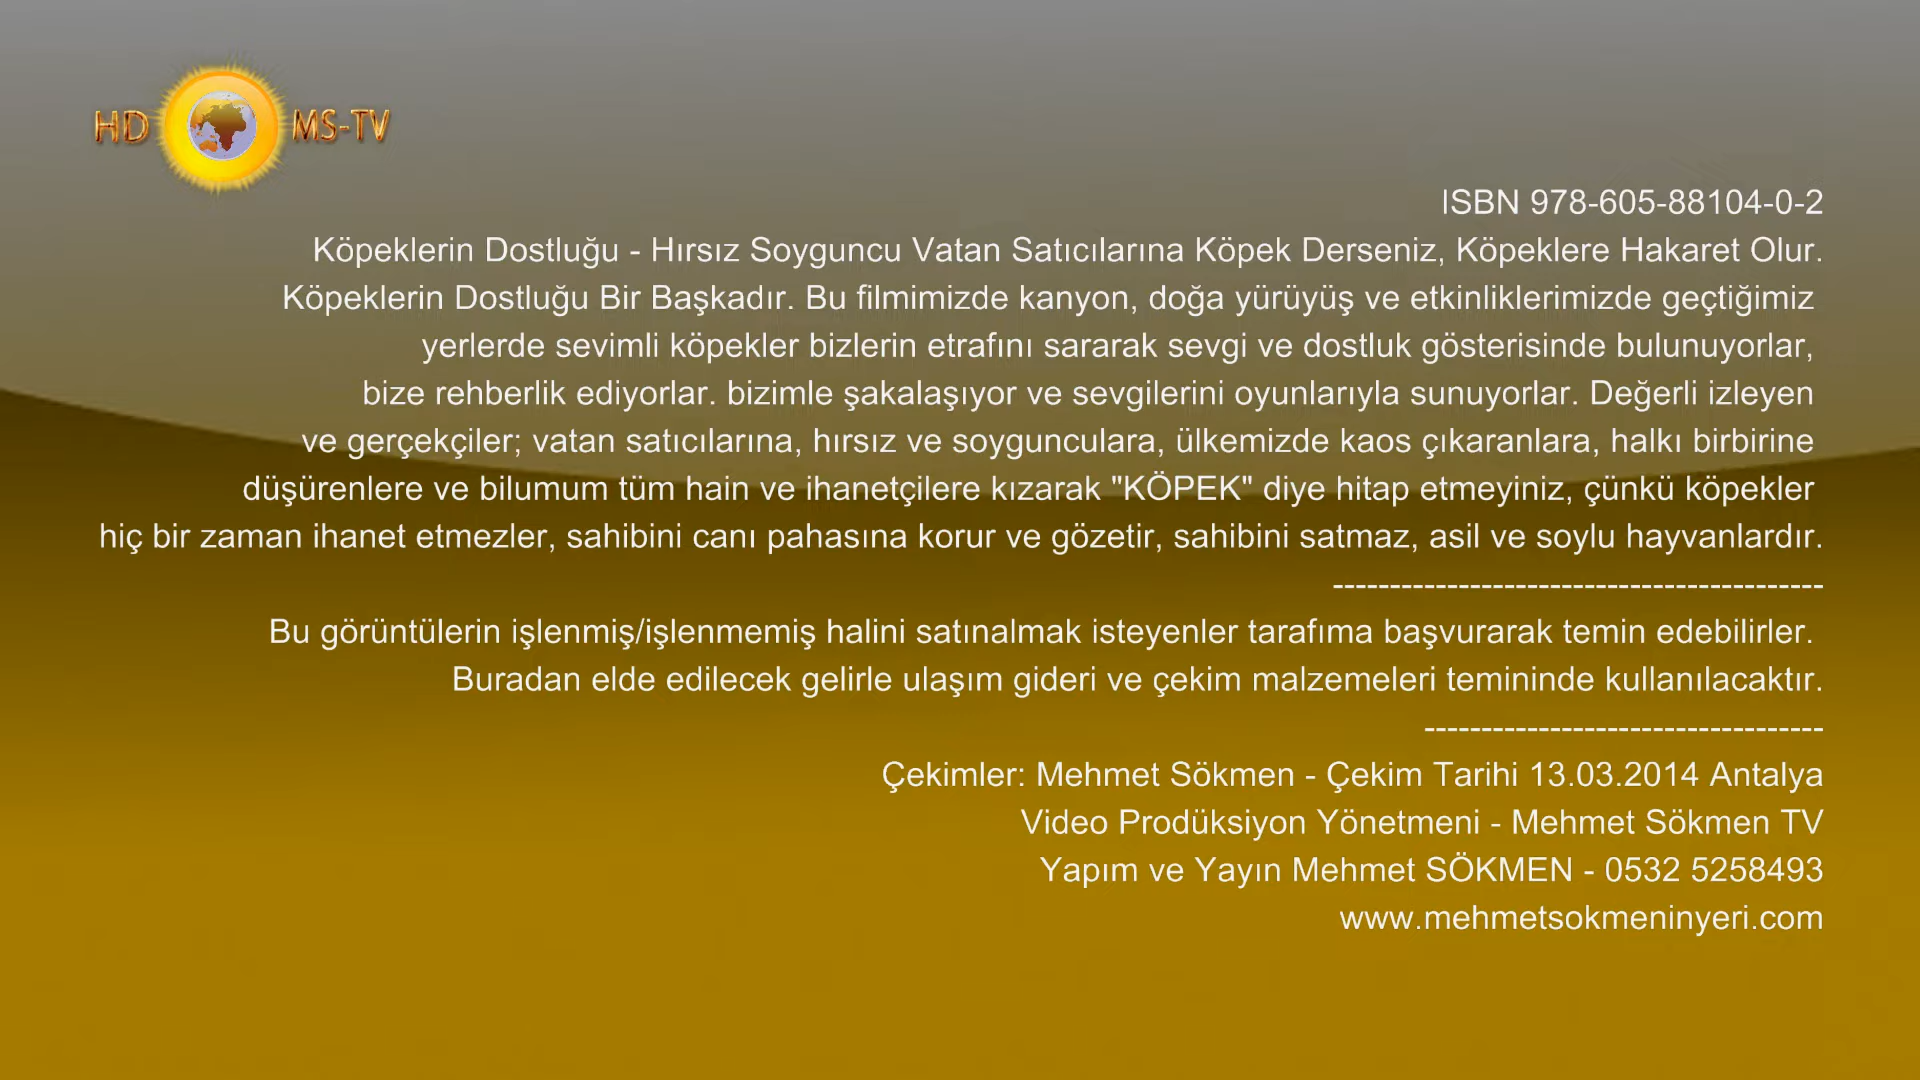 HD MS-TV
ISBN 978-605-88104-0-2
Köpeklerin Dostluğu - Hırsız Soyguncu Vatan Satıcılarına Köpek Derseniz, Köpeklere Hakaret Olur.
Köpeklerin Dostluğu Bir Başkadır. Bu filmimizde kanyon, doğa yürüyüş ve etkinliklerimizde geçtiğimiz
yerlerde sevimli köpekler bizlerin etrafını sararak sevgi ve dostluk gösterisinde bulunuyorlar,
bize rehberlik ediyorlar. bizimle şakalaşıyor ve sevgilerini oyunlarıyla sunuyorlar. Değerli izleyen
ve gerçekçiler; vatan satıcılarına, hırsız ve soygunculara, ülkemizde kaos çıkaranlara, halkı birbirine
düşürenlere ve bilumum tüm hain ve ihanetçilere kızarak "KÖPEK" diye hitap etmeyiniz, çünkü köpekler
hiç bir zaman ihanet etmezler, sahibini canı pahasına korur ve gözetir, sahibini satmaz, asil ve soylu hayvanlardır.
-------------------------------------------
Bu görüntülerin işlenmiş/işlenmemiş halini satınalmak isteyenler tarafıma başvurarak temin edebilirler.
Buradan elde edilecek gelirle ulaşım gideri ve çekim malzemeleri temininde kullanılacaktır.
-----------------------------------
Çekimler: Mehmet Sökmen - Çekim Tarihi 13.03.2014 Antalya
Video Prodüksiyon Yönetmeni - Mehmet Sökmen TV
Yapım ve Yayın Mehmet SÖKMEN - 0532 5258493
www.mehmetsokmeninyeri.com